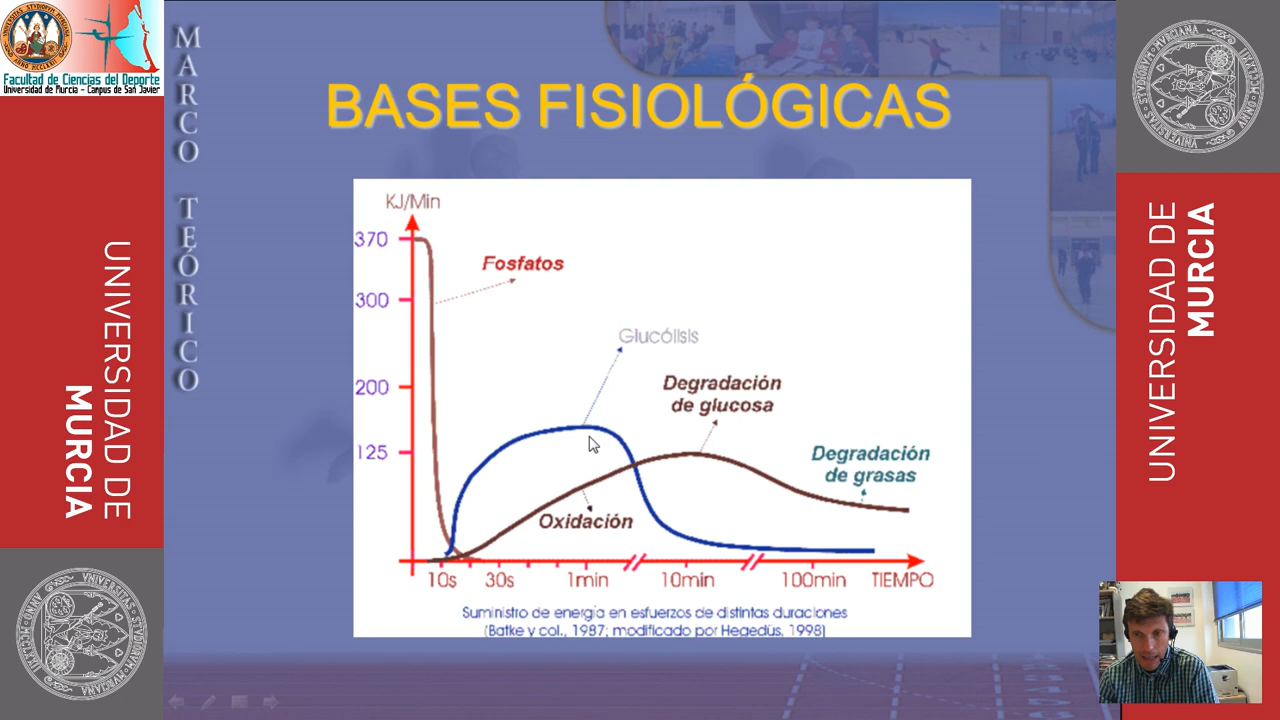 Facultad de Ciencias del Deporte
Universidad de Murcia - Campus de San Javier
MARCO TEÓRICO
BASES FISIOLÓGICAS
UNIVERSIDAD DE
MURCIA
UNIVERSIDAD DE
MURCIA
KJ/Min
370
300
200
125
Fosfatos
Glucólisis
Degradación
de glucosa
Degradación
de grasas
Oxidación
10s
30s
1min
10min
100min
TIEMPO
Suministro de energía en esfuerzos de distintas duraciones
(Batke y col., 1987; modificado por Hegedüs, 1998)